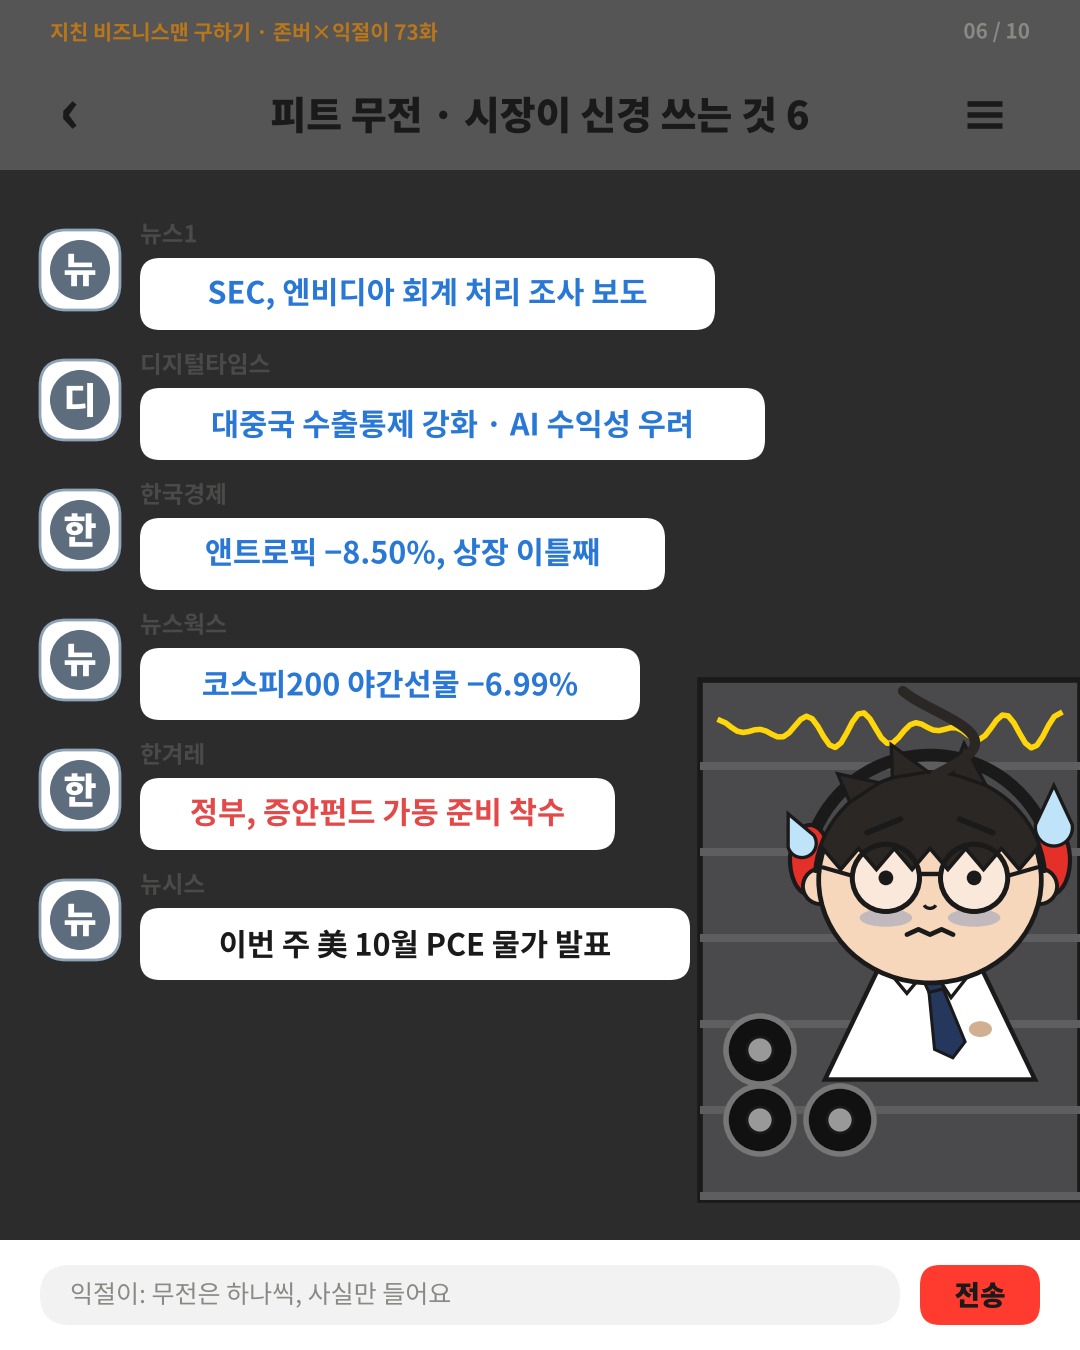 지친 비즈니스맨 구하기 · 존버×익절이 73화
06 / 10
피트 무전 · 시장이 신경 쓰는 것 6
뉴스1
뉴
SEC, 엔비디아 회계 처리 조사 보도
디지털타임스
디
대중국 수출통제 강화 · AI 수익성 우려
한국경제
한
앤트로픽 −8.50%, 상장 이틀째
뉴스웍스
뉴
코스피200 야간선물 −6.99%
한겨레
한
정부, 증안펀드 가동 준비 착수
뉴시스
뉴
이번 주 美 10월 PCE 물가 발표
익절이: 무전은 하나씩, 사실만 들어요
전송